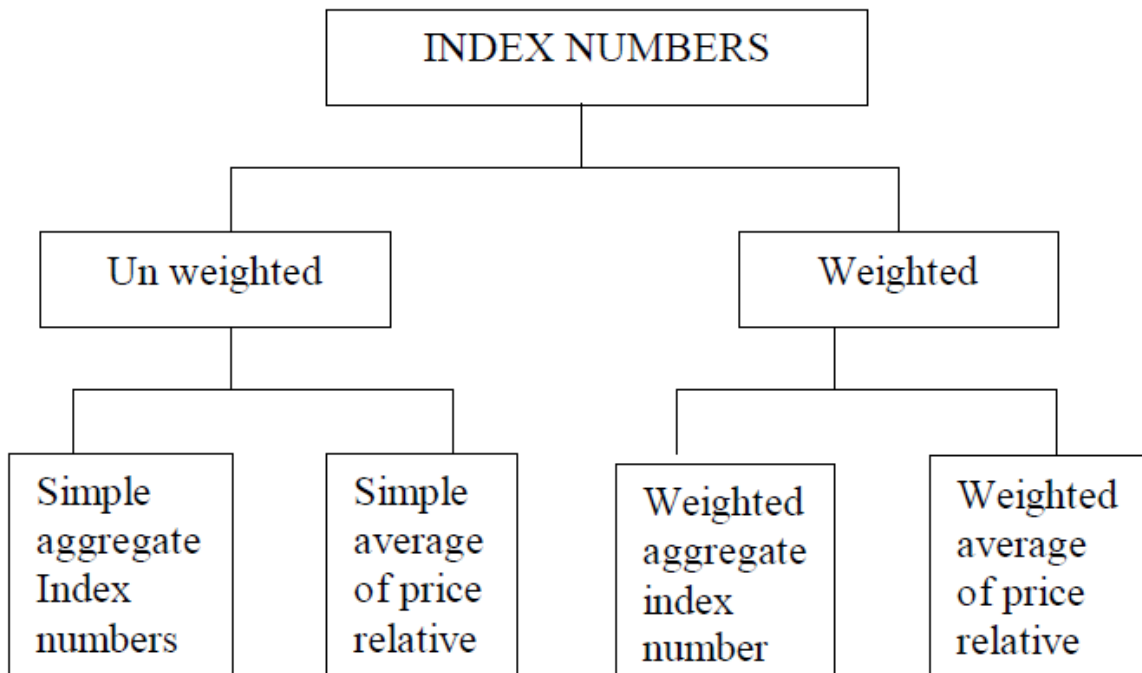 INDEX NUMBERS
Un weighted
Weighted
Simple
aggregate
Index
numbers
Simple
average
of price
relative
Weighted
aggregate
index
number
Weighted
average
of price
relative